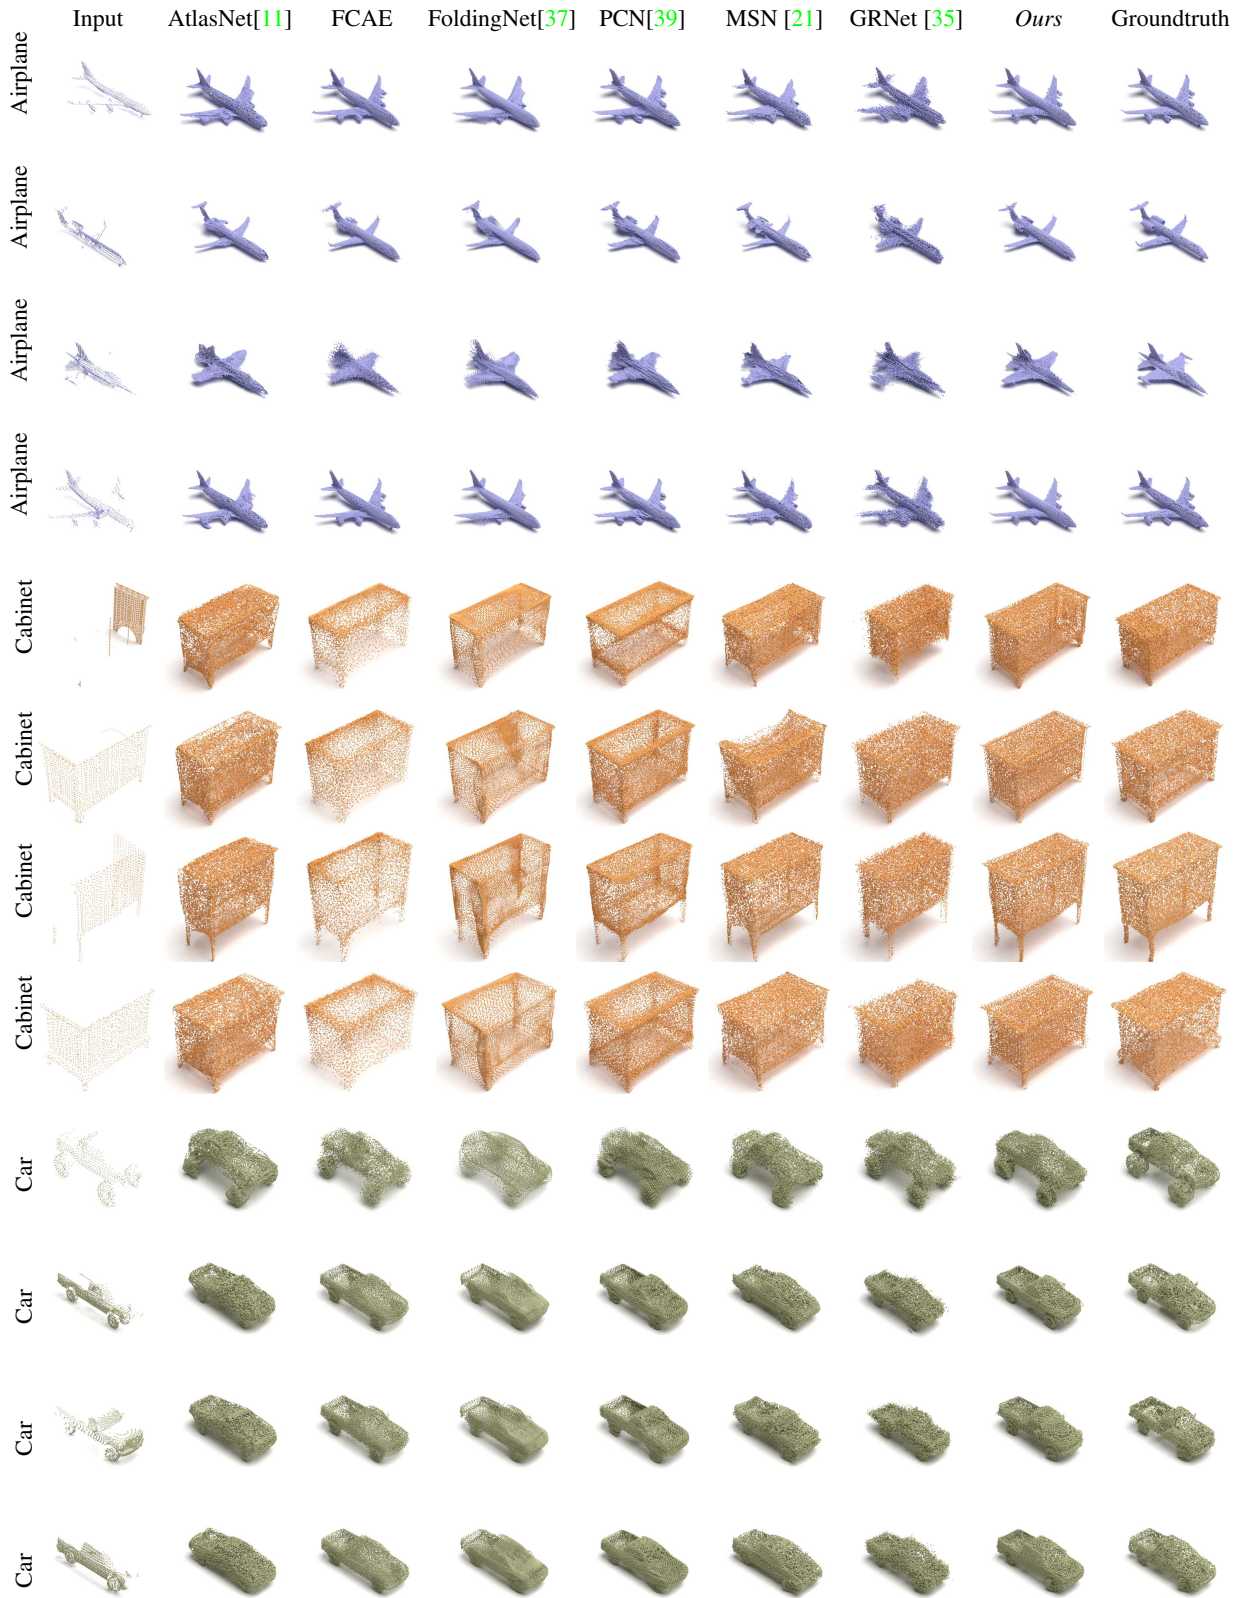 Input AtlasNet[11] FCAE FoldingNet[37] PCN[39] MSN [21] GRNet [35] Ours Groundtruth
Airplane
Airplane
Airplane
Airplane
Cabinet
Cabinet
Cabinet
Cabinet
Car
Car
Car
Car